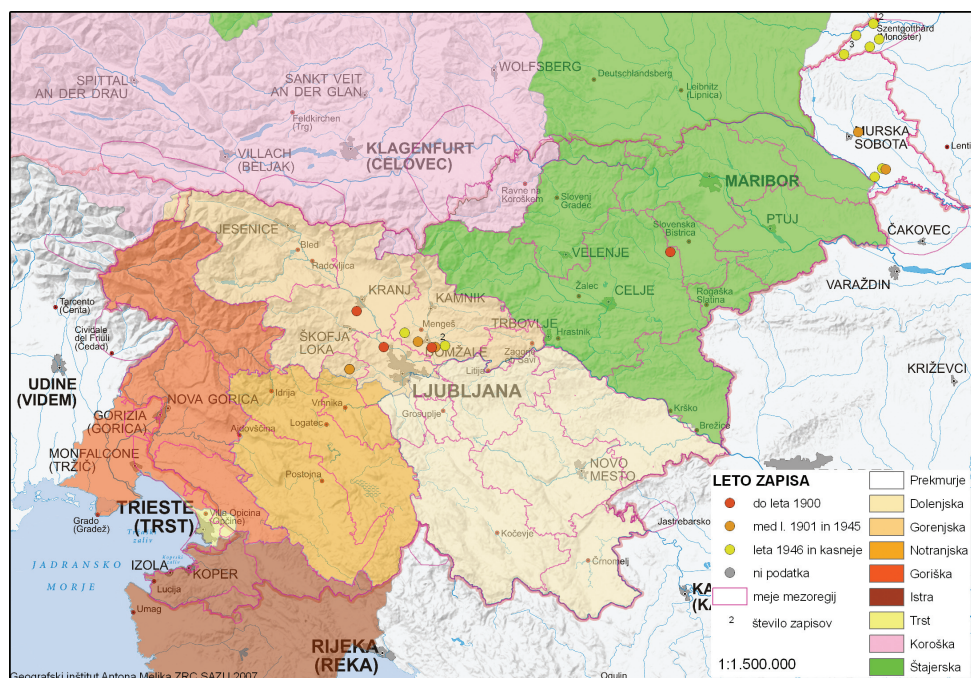 2
Szentgotthárd
(Monošter)
3
WOLFSBERG
SPITTAL
AN DER DRAU
SANKT VEIT
AN DER GLAN
Deutschlandsberg
Leibnitz
(Lipnica)
Feldkirchen
(Trg)
MURSKA
SOBOTA
Lenti
KLAGENFURT
(CELOVEC)
VILLACH
(BELJAK)
Ravne na
Koroškem
MARIBOR
Slovenj
Gradec
PTUJ
JESENICE
Slovenska
Bistrica
ČAKOVEC
Bled
Radovljica
VELENJE
VARAŽDIN
Žalec
CELJE
Rogaška
Slatina
KRANJ
KAMNIK
Tarcento
(Čenta)
Mengeš
TRBOVLJE
Hrastnik
Cividale
del Friuli
(Čedad)
ŠKOFJA
LOKA
2
DOMŽALE
Zagorje
ob Savi
Litija
UDINE
(VIDEM)
KRIŽEVCI
LJUBLJANA
Idrija
NOVA GORICA
Vrhnika
Grosuplje
Krško
GORIZIA
(GORICA)
Logatec
Brežice
Ajdovščina
MONFALCONE
(TRŽIČ)
Postojna
NOVO
MESTO
LETO ZAPISA
do leta 1900
med l. 1901 in 1945
leta 1946 in kasneje
ni podatka
meje mezoregij
2
število zapisov
1:1.500.000
Prekmurje
Dolenjska
Gorenjska
Notranjska
Goriška
Istra
Trst
Koroška
Štajerska
Grado
(Gradež)
TRIESTE
(TRST)
Ville Opicina
(Opčine)
Jastrebarsko
Kočevje
Črnomelj
JADRANSKO
MORJE
IZOLA
KOPER
Lucija
Umag
RIJEKA
(REKA)
Ogulin
Geografski inštitut Antona Melika ZRC SAZU 2007